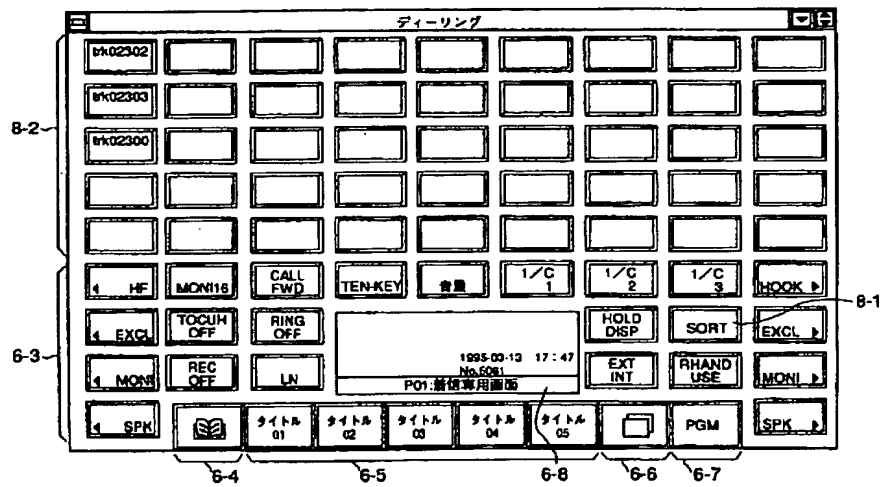 ディーリング
trk02302
trk02303
trk02300
8-2
HF
MONI16
CALL
FWD
TEN-KEY
音量
1/C
1
1/C
2
1/C
3
HOOK
8-1
EXCL
TOCUH
OFF
RING
OFF
HOLD
DISP
SORT
EXCL
6-3
1995-03-13 17:47
No.5061
P01:着信専用画面
MONI
REC
OFF
LN
EXT
INT
RHAND
USE
MONI
SPK
タイトル
01
タイトル
02
タイトル
03
タイトル
04
タイトル
05
PGM
SPK
6-4
6-5
6-8
6-6
6-7